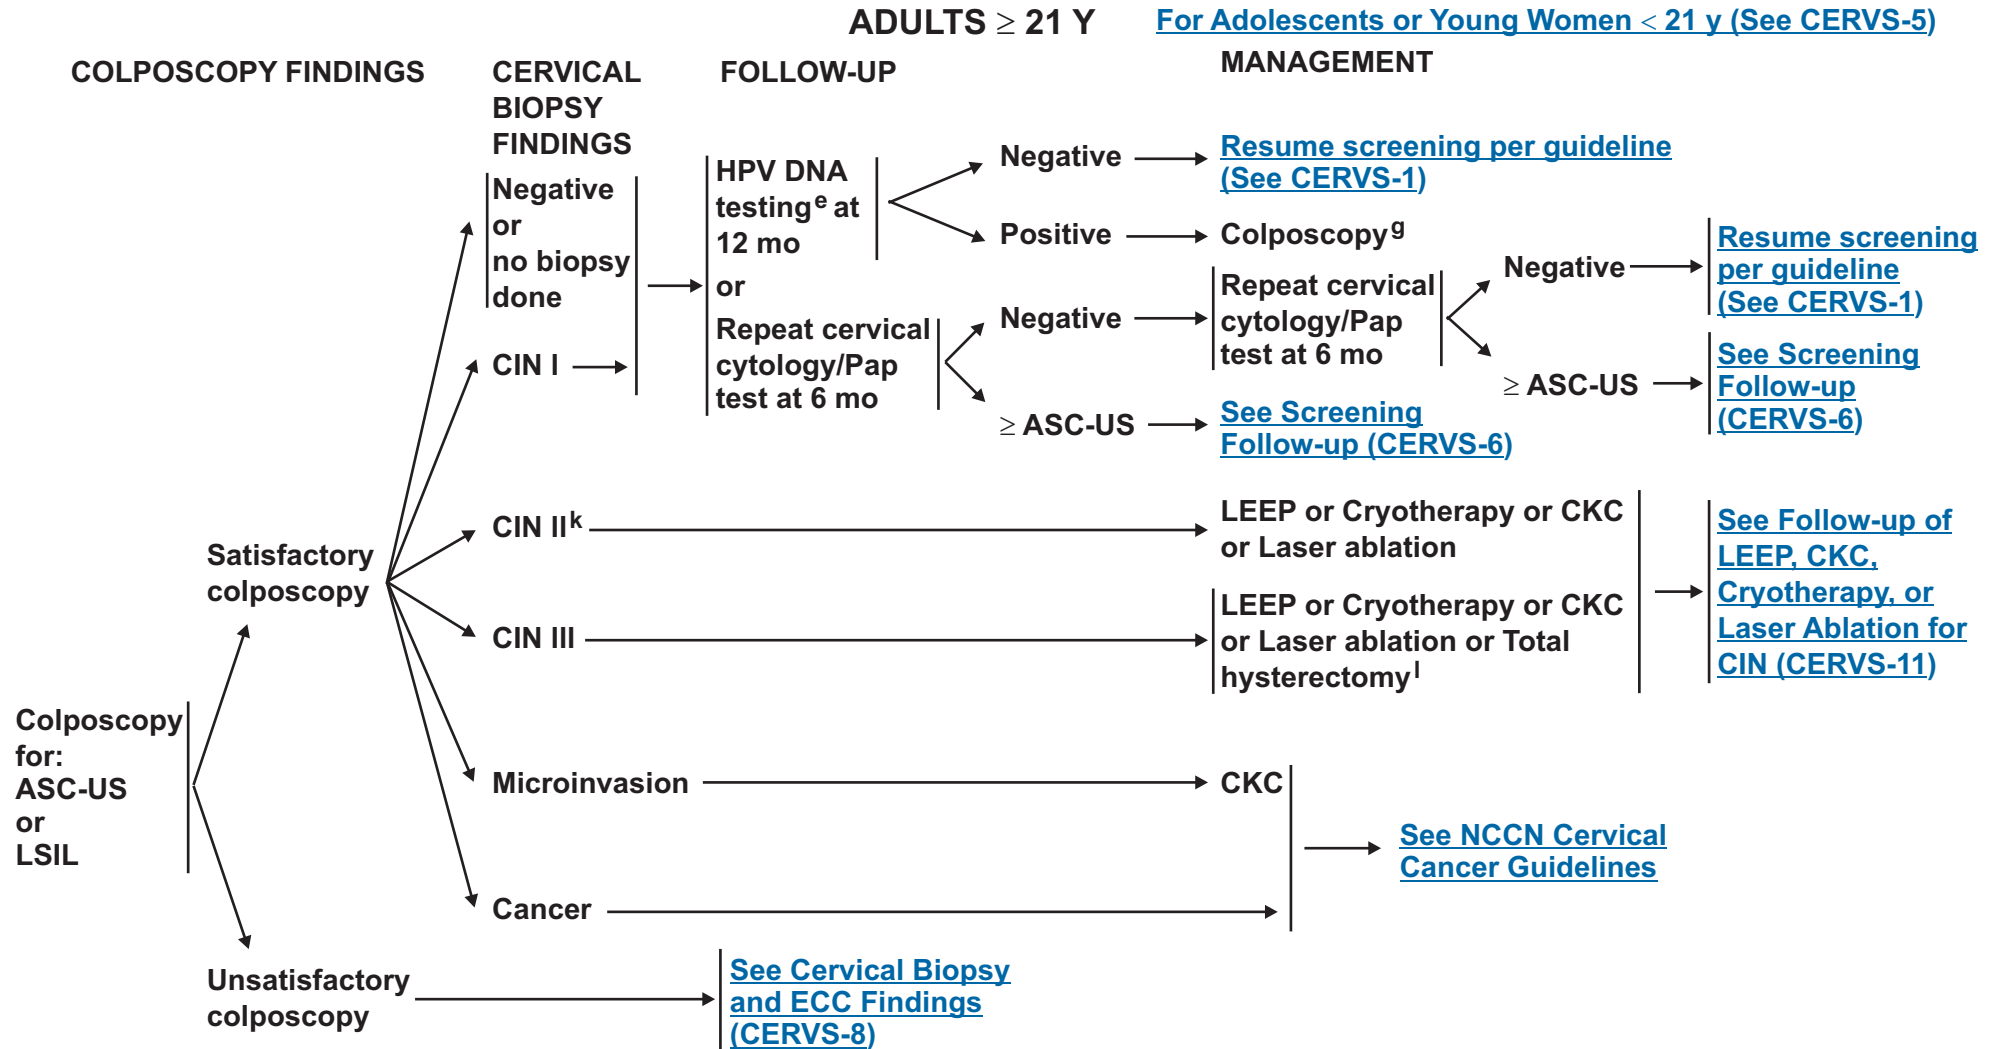 ADULTS ≥ 21 Y
For Adolescents or Young Women < 21 y (See CERVS-5)
COLPOSCOPY FINDINGS
CERVICAL
BIOPSY
FINDINGS
FOLLOW-UP
MANAGEMENT
Negative
or
no biopsy
done
CIN I
HPV DNA
testing^e at
12 mo
or
Repeat cervical
cytology/Pap
test at 6 mo
Negative
Resume screening per guideline
(See CERVS-1)
Positive
Colposcopy^g
Negative
Repeat cervical
cytology/Pap
test at 6 mo
Negative
Resume screening
per guideline
(See CERVS-1)
≥ ASC-US
See Screening
Follow-up
(CERVS-6)
≥ ASC-US
See Screening
Follow-up (CERVS-6)
Satisfactory
colposcopy
CIN II^k
LEEP or Cryotherapy or CKC
or Laser ablation
CIN III
LEEP or Cryotherapy or CKC
or Laser ablation or Total
hysterectomy^l
See Follow-up of
LEEP, CKC,
Cryotherapy, or
Laser Ablation for
CIN (CERVS-11)
Colposcopy
for:
ASC-US
or
LSIL
Microinvasion
CKC
Cancer
See NCCN Cervical
Cancer Guidelines
Unsatisfactory
colposcopy
See Cervical Biopsy
and ECC Findings
(CERVS-8)